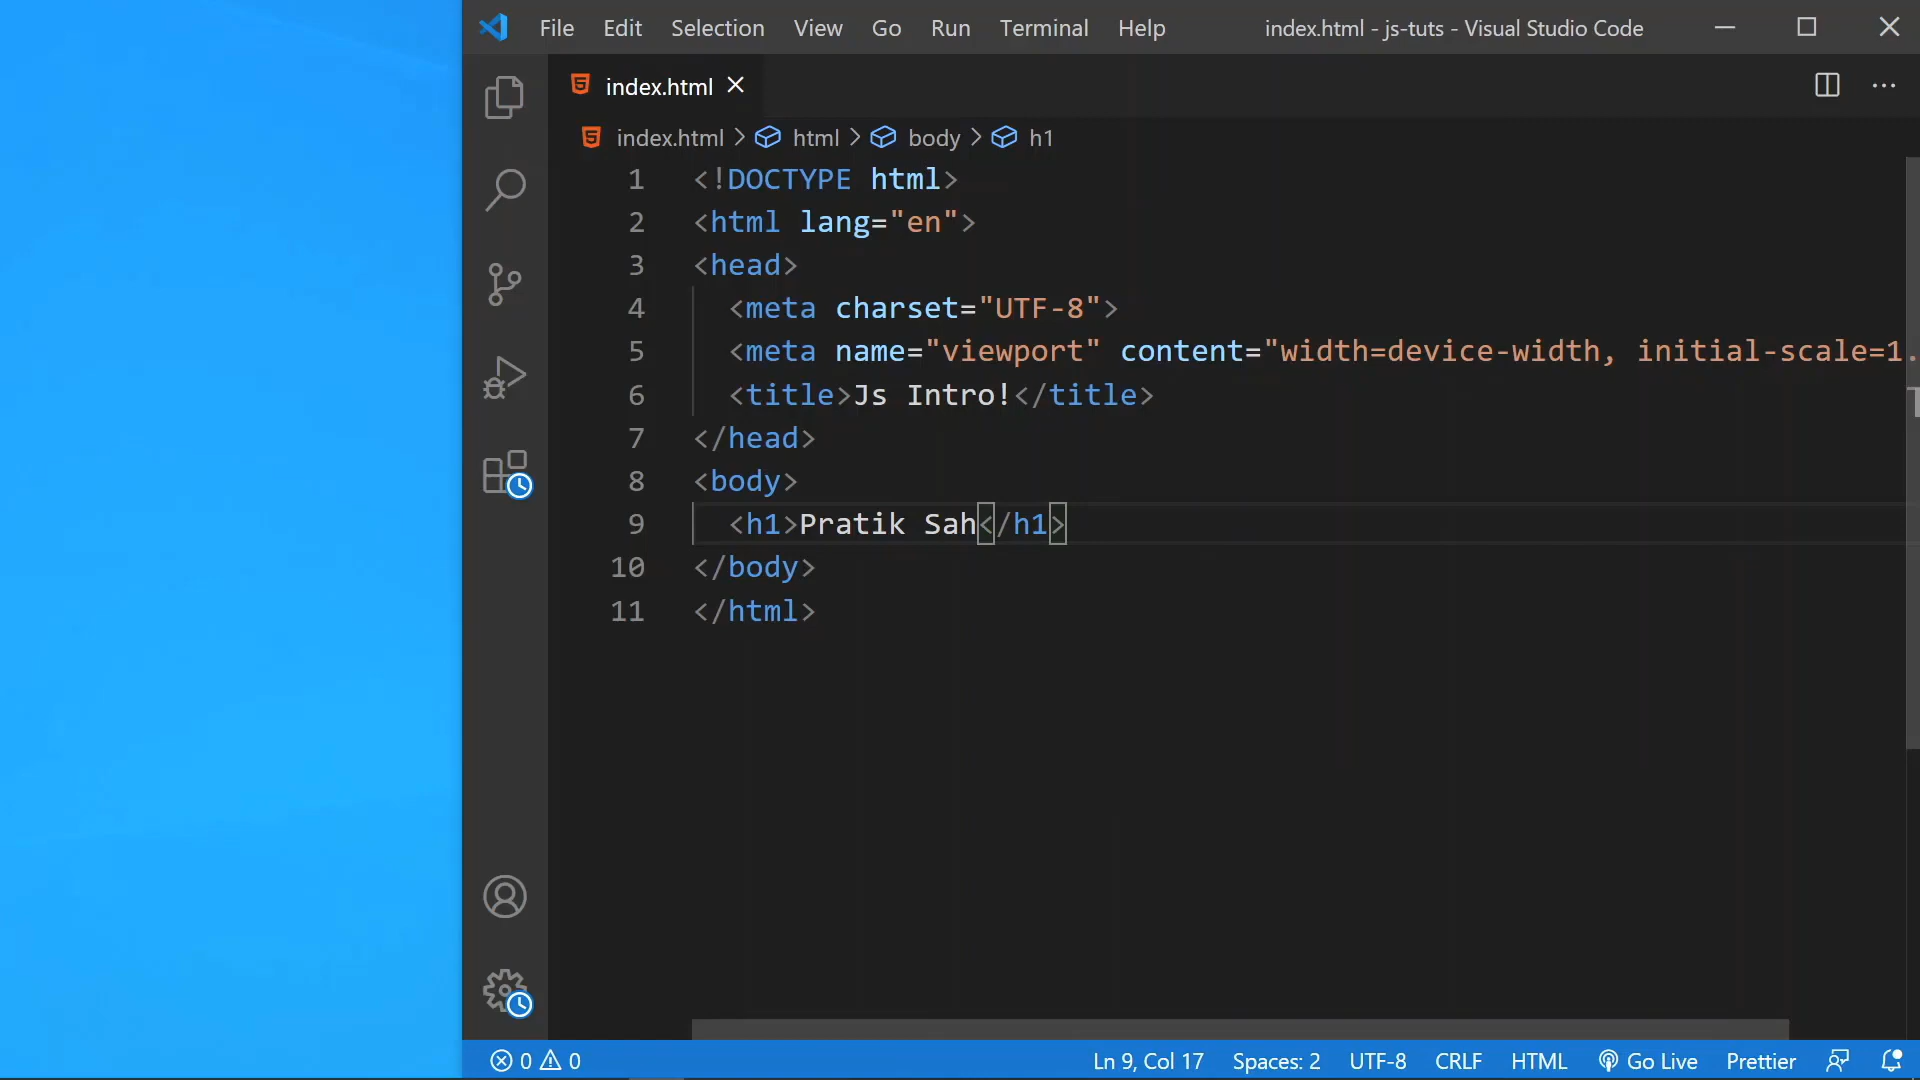 File Edit Selection View Go Run Terminal Help index.html - js-tuts - Visual Studio Code
index.html
index.html > html > body > h1
1 <!DOCTYPE html>
2 <html lang="en">
3 <head>
4 <meta charset="UTF-8">
5 <meta name="viewport" content="width=device-width, initial-scale=1.
6 <title>Js Intro!</title>
7 </head>
8 <body>
9 <h1>Pratik Sah</h1>
10 </body>
11 </html>
0 0 Ln 9, Col 17 Spaces: 2 UTF-8 CRLF HTML Go Live Prettier